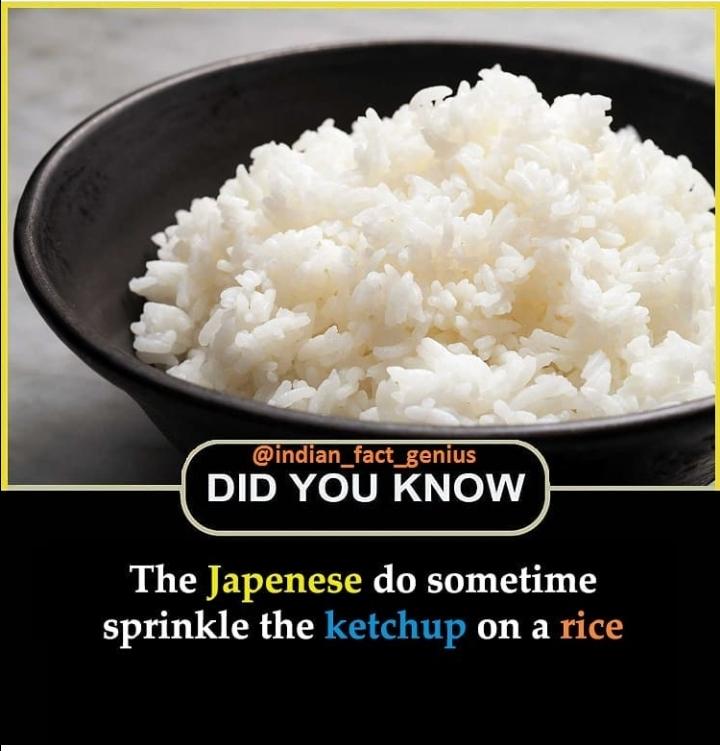 @indian_fact_genius
DID YOU KNOW
The Japenese do sometime
sprinkle the ketchup on a rice